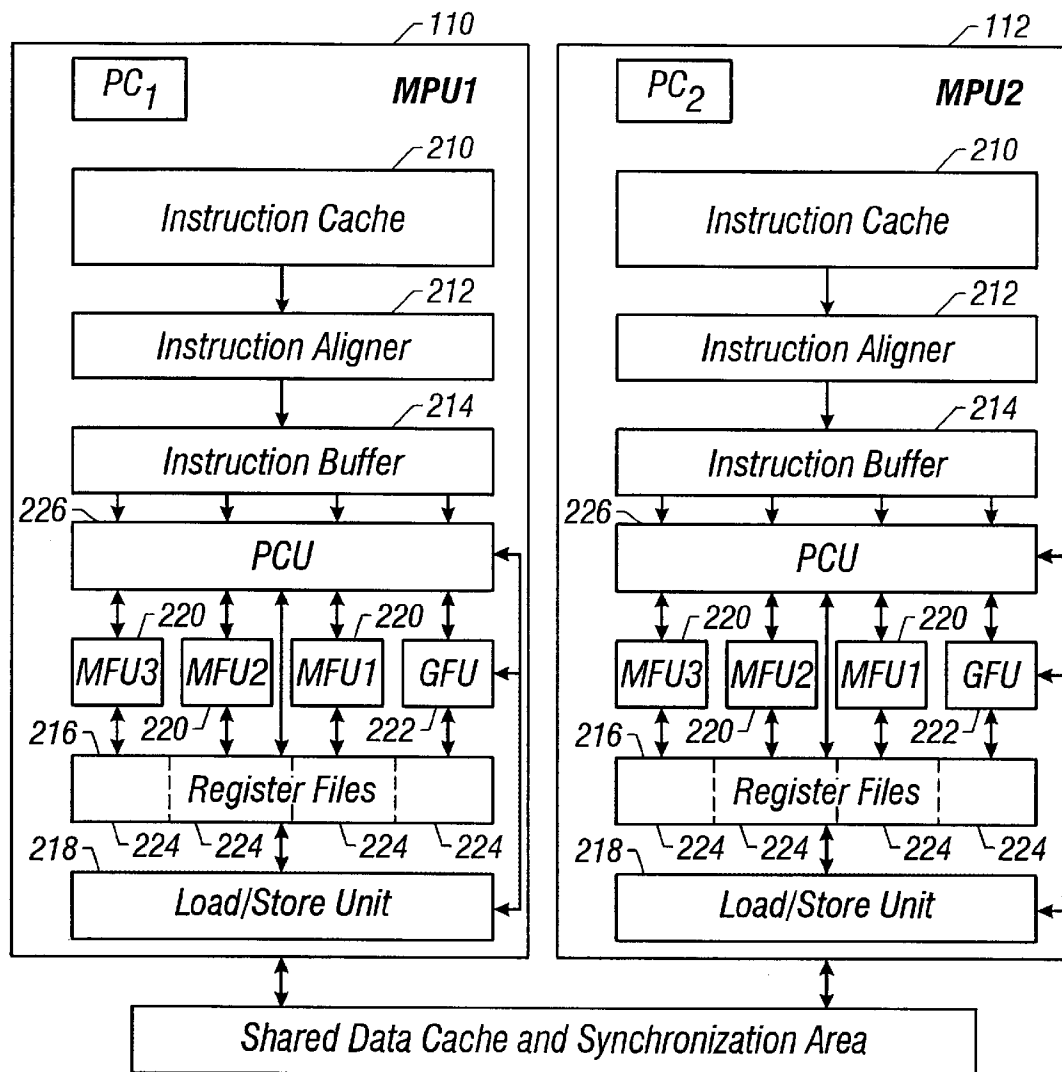 110
PC1
MPU1
210
Instruction Cache
212
Instruction Aligner
214
Instruction Buffer
226
PCU
220
220
MFU3
MFU2
MFU1
GFU
216
220
222
Register Files
218
224
224
224
224
Load/Store Unit
112
PC2
MPU2
210
Instruction Cache
212
Instruction Aligner
214
Instruction Buffer
226
PCU
220
220
MFU3
MFU2
MFU1
GFU
216
220
222
Register Files
218
224
224
224
224
Load/Store Unit
Shared Data Cache and Synchronization Area